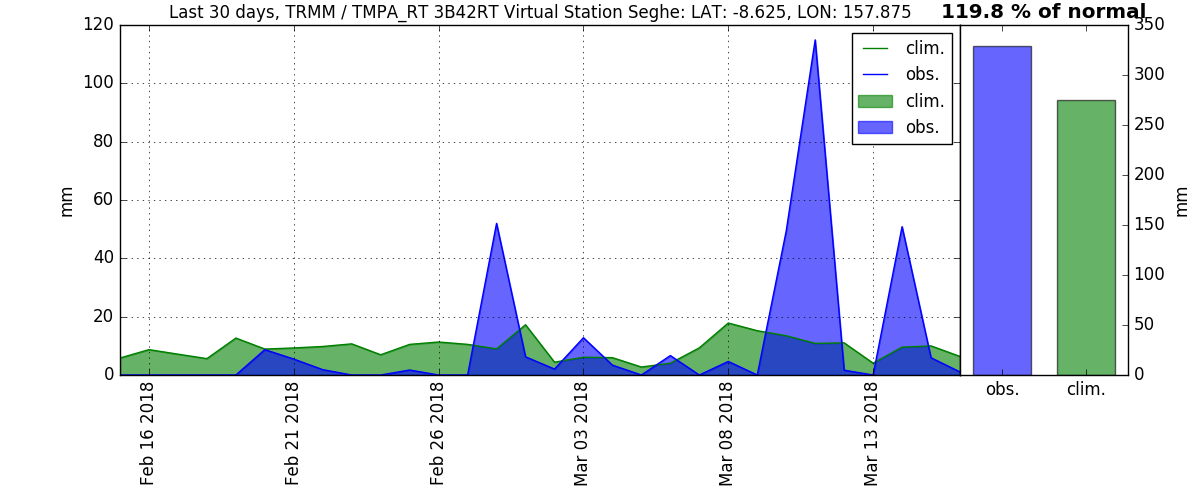 Last 30 days, TRMM / TMPA_RT 3B42RT Virtual Station Seghe: LAT: -8.625, LON: 157.875
119.8 % of normal
120
100
80
60
40
20
0
mm
clim.
obs.
clim.
obs.
350
300
250
200
150
100
50
0
mm
obs.
clim.
Feb 16 2018
Feb 21 2018
Feb 26 2018
Mar 03 2018
Mar 08 2018
Mar 13 2018